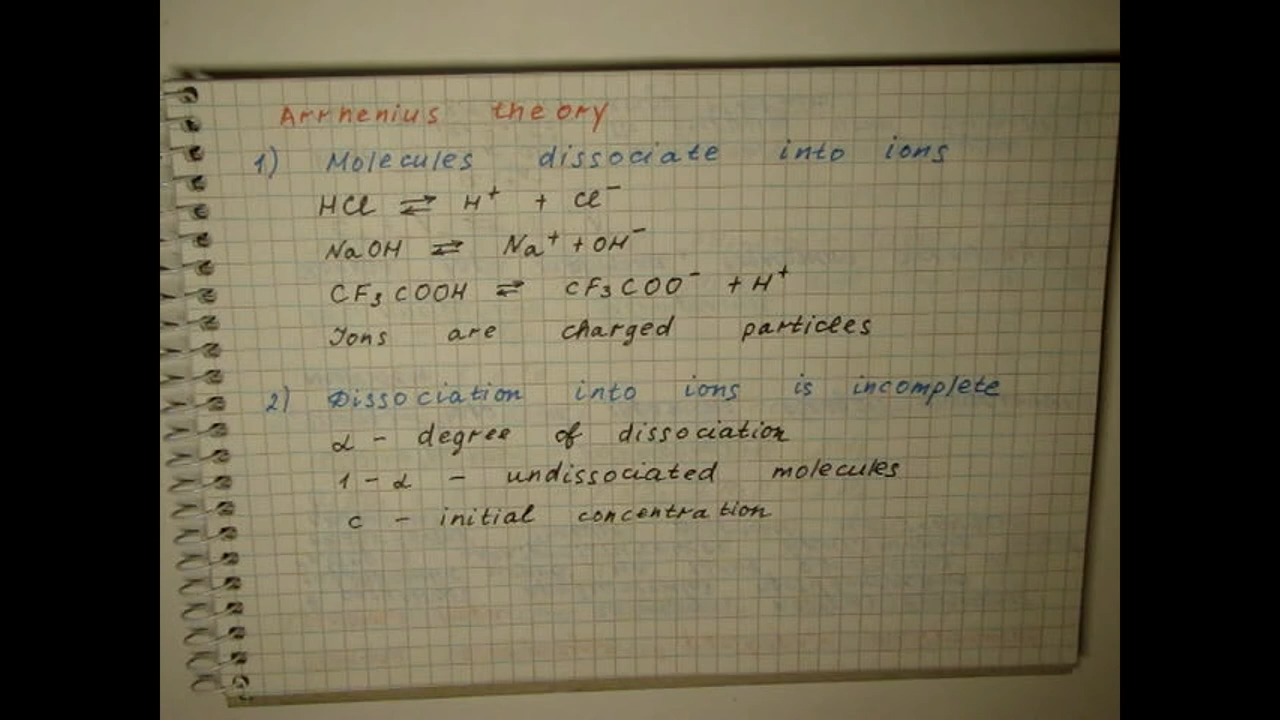 Arrhenius theory
1) Molecules dissociate into ions
HCl ⇌ H⁺ + Cl⁻
NaOH ⇌ Na⁺ + OH⁻
CF₃COOH ⇌ CF₃COO⁻ + H⁺
Ions are charged particles
2) Dissociation into ions is incomplete
α - degree of dissociation
1 - α - undissociated molecules
c - initial concentration